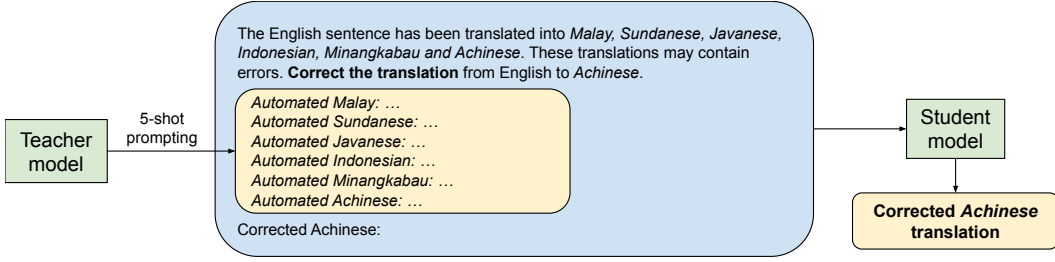 The English sentence has been translated into Malay, Sundanese, Javanese,
Indonesian, Minangkabau and Achinese. These translations may contain
errors. Correct the translation from English to Achinese.
Teacher
model
5-shot
prompting
Automated Malay: …
Automated Sundanese: …
Automated Javanese: …
Automated Indonesian: …
Automated Minangkabau: …
Automated Achinese: …
Corrected Achinese:
Student
model
Corrected Achinese
translation